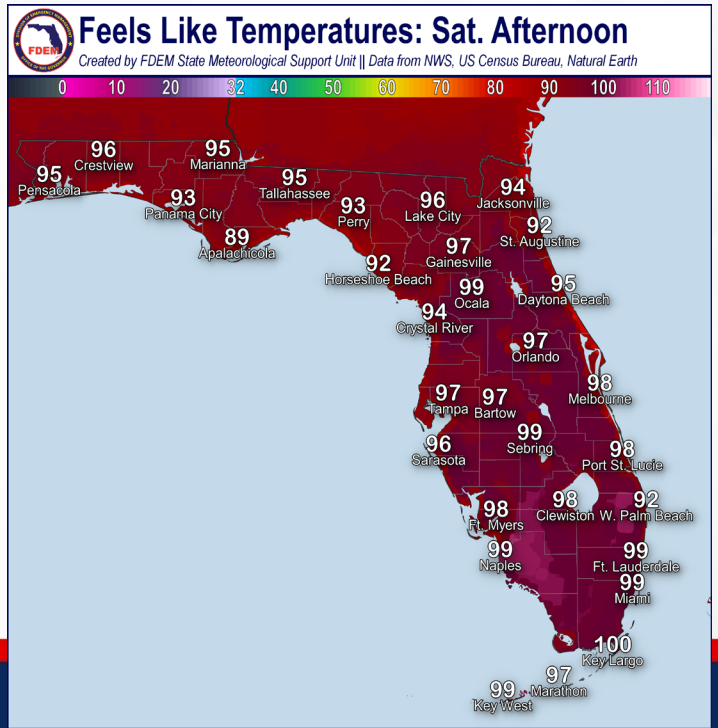 Feels Like Temperatures: Sat. Afternoon
Created by FDEM State Meteorological Support Unit || Data from NWS, US Census Bureau, Natural Earth
FDEM
0 10 20 32 40 50 60 70 80 90 100 110
96
Crestview
95
Marianna
95
Pensacola
95
Tallahassee
93
Panama City
93
Perry
96
Lake City
94
Jacksonville
89
Apalachicola
92
St. Augustine
97
Gainesville
92
Horseshoe Beach
99
Ocala
95
Daytona Beach
94
Crystal River
97
Orlando
98
Melbourne
97
Tampa
97
Bartow
99
Sebring
96
Sarasota
98
Port St. Lucie
98
Ft. Myers
98
Clewiston
92
W. Palm Beach
99
Naples
99
Ft. Lauderdale
99
Miami
100
Key Largo
97
Marathon
99
Key West